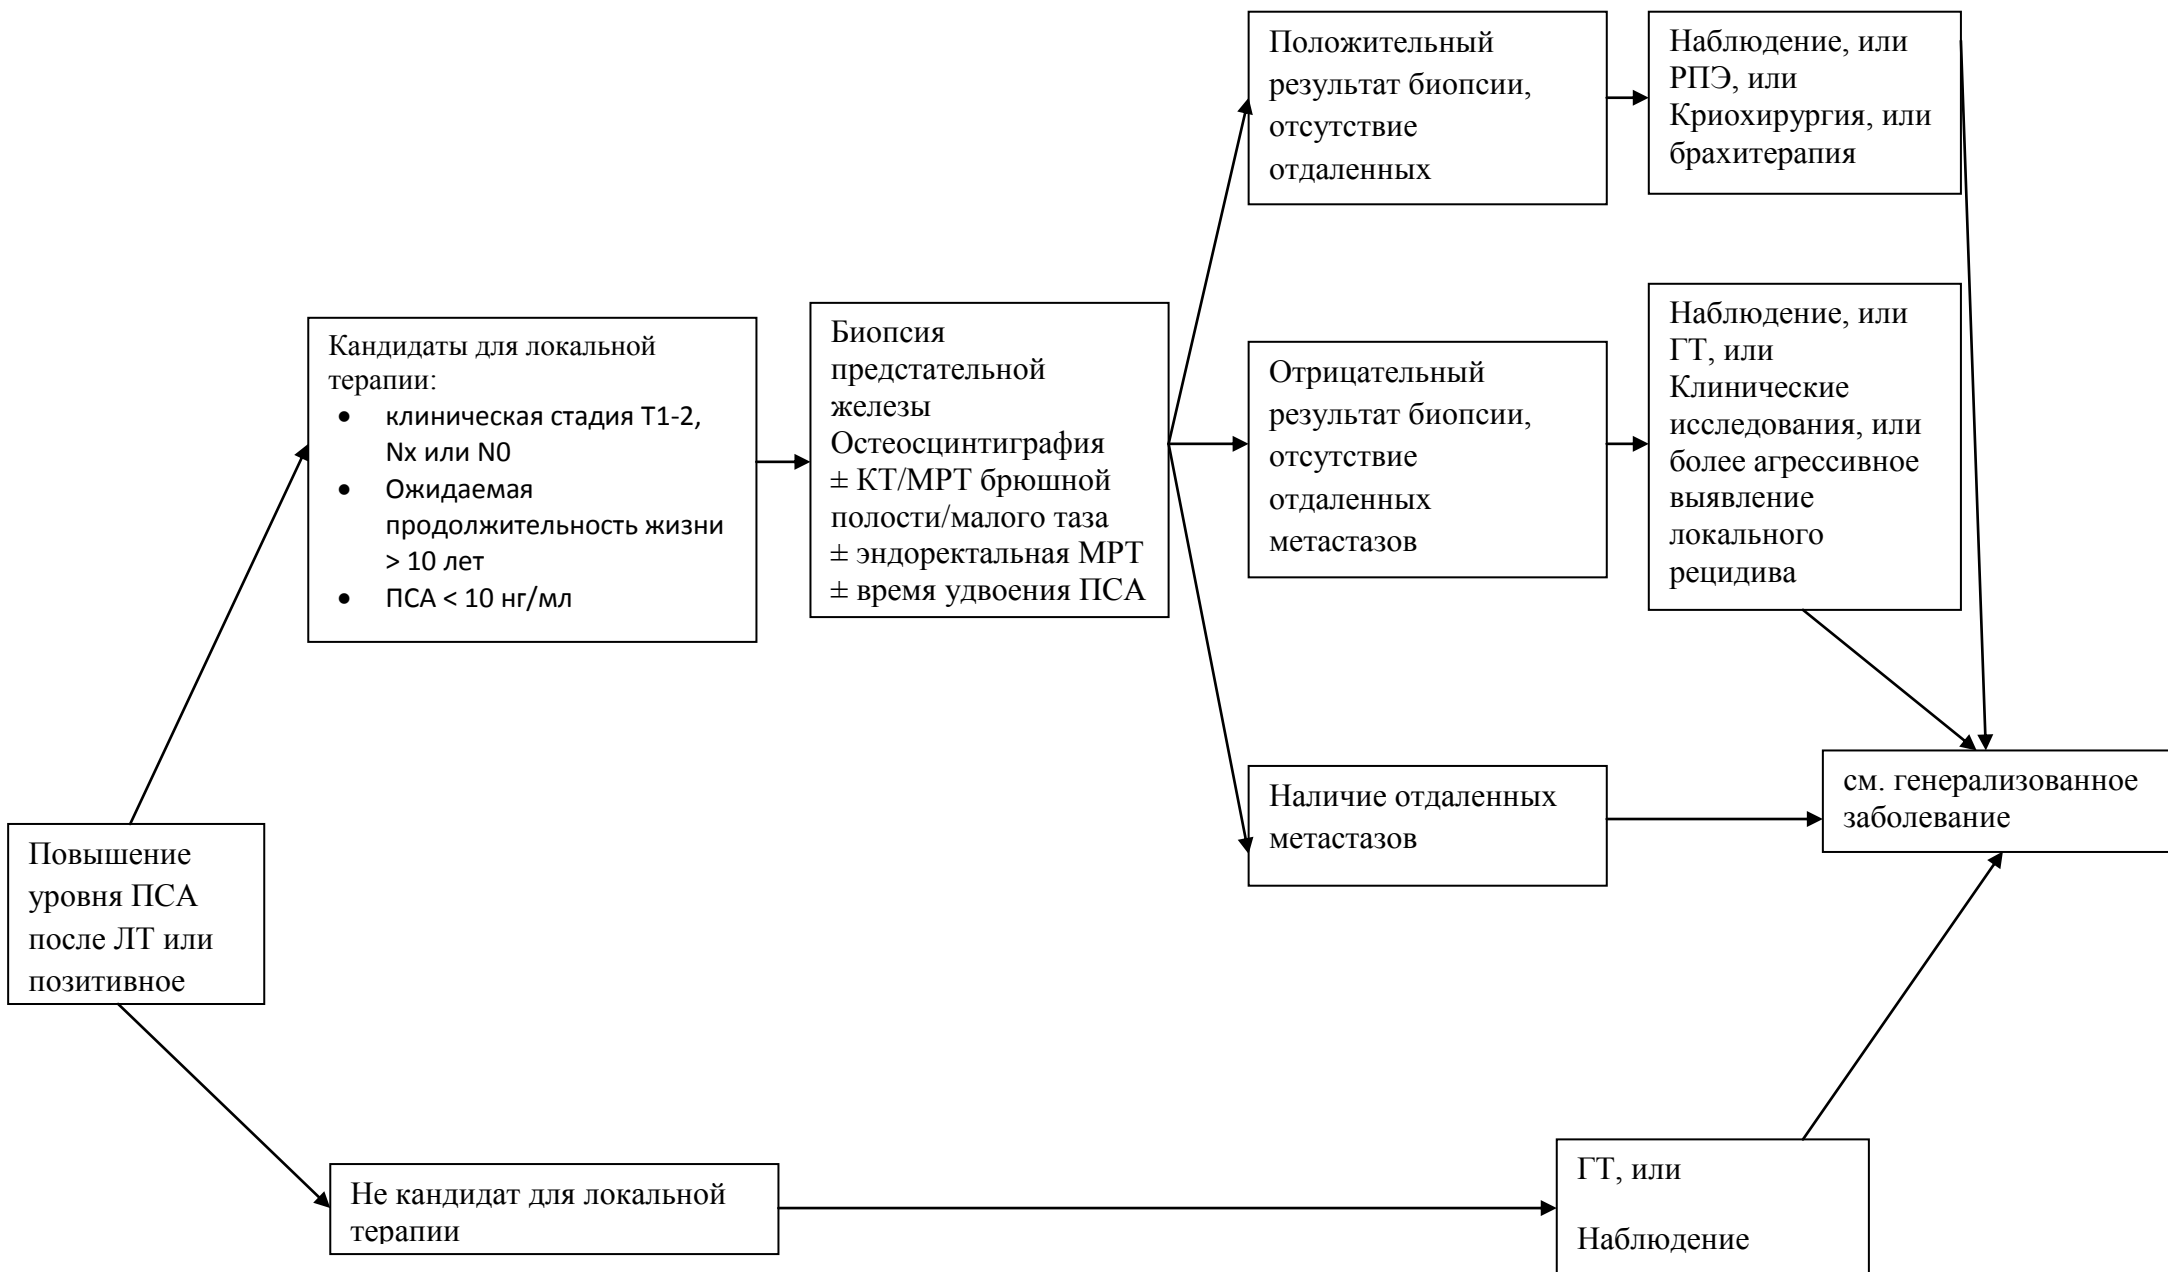 Повышение
уровня ПСА
после ЛТ или
позитивное
Кандидаты для локальной
терапии:
• клиническая стадия Т1-2,
Nx или N0
• Ожидаемая
продолжительность жизни
> 10 лет
• ПСА < 10 нг/мл
Не кандидат для локальной
терапии
Биопсия
предстательной
железы
Остеосцинтиграфия
± КТ/МРТ брюшной
полости/малого таза
± эндоректальная МРТ
± время удвоения ПСА
Положительный
результат биопсии,
отсутствие
отдаленных
Наблюдение, или
РПЭ, или
Криохирургия, или
брахитерапия
Отрицательный
результат биопсии,
отсутствие
отдаленных
метастазов
Наблюдение, или
ГТ, или
Клинические
исследования, или
более агрессивное
выявление
локального
рецидива
Наличие отдаленных
метастазов
см. генерализованное
заболевание
ГТ, или
Наблюдение